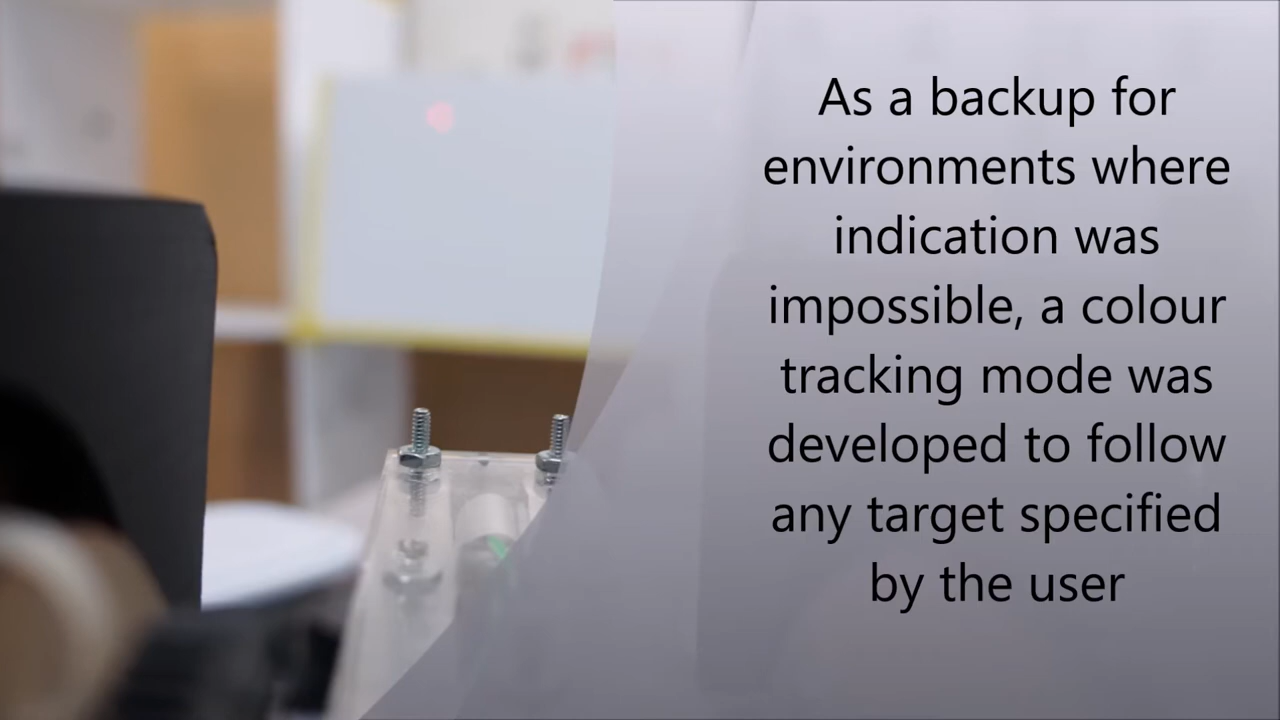 As a backup for
environments where
indication was
impossible, a colour
tracking mode was
developed to follow
any target specified
by the user